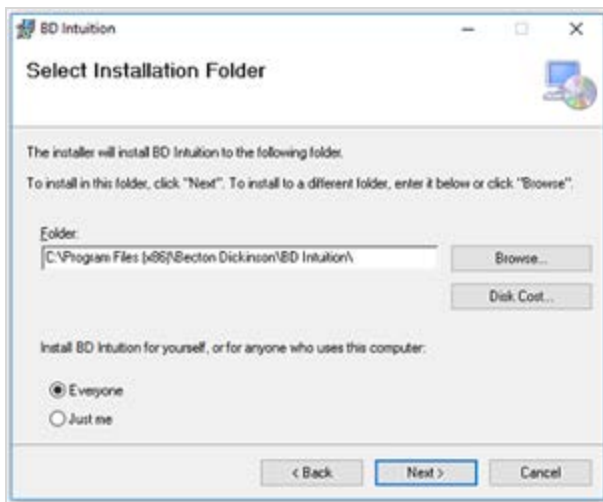 BD Intuition
Select Installation Folder
The installer will install BD Intuition to the following folder.
To install in this folder, click "Next". To install to a different folder, enter it below or click "Browse".
Folder:
C:\Program Files (x86)\Becton Dickinson\BD Intuition\
Browse...
Disk Cost...
Install BD Intuition for yourself, or for anyone who uses this computer:
Everyone
Just me
< Back
Next >
Cancel